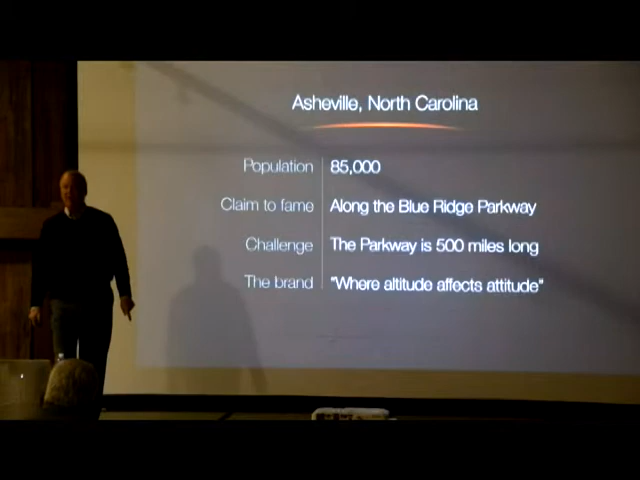 Asheville, North Carolina
Population 85,000
Claim to fame Along the Blue Ridge Parkway
Challenge The Parkway is 500 miles long
The brand "Where altitude affects attitude"